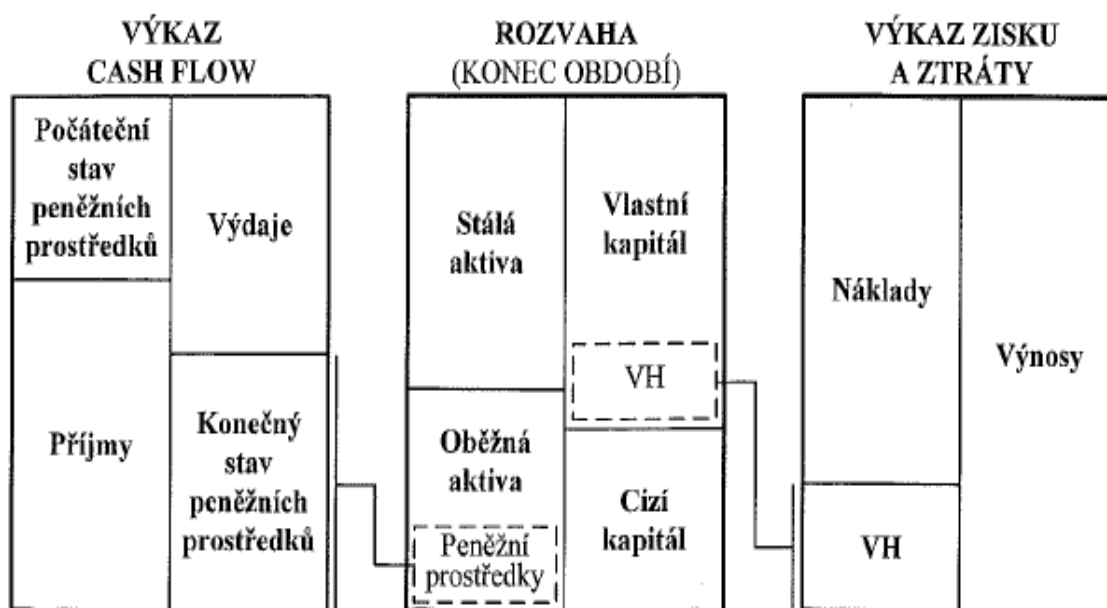 VÝKAZ
CASH FLOW
Počáteční
stav
peněžních
prostředků
Výdaje
Příjmy
Konečný
stav
peněžních
prostředků
ROZVAHA
(KONEC OBDOBÍ)
Stálá
aktiva
Vlastní
kapitál
VH
Oběžná
aktiva
Peněžní
prostředky
Cizí
kapitál
VÝKAZ ZISKU
A ZTRÁTY
Náklady
Výnosy
VH